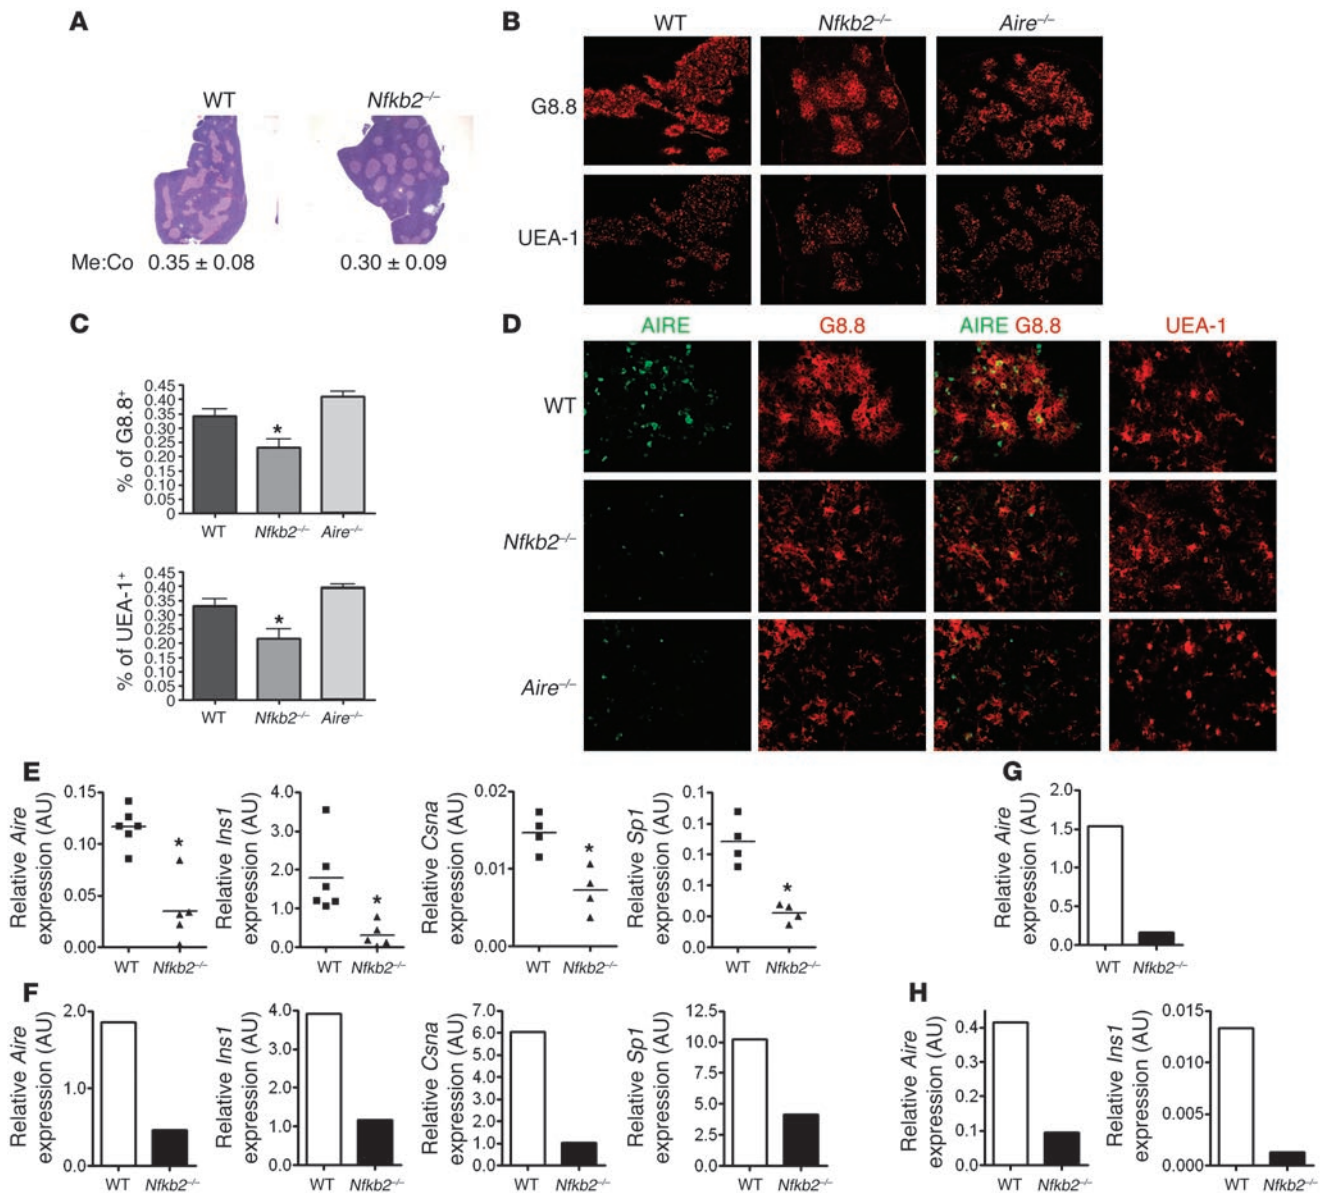 A
WT
Nfkb2–/–
Me:Co 0.35 ± 0.08 0.30 ± 0.09
B
WT
Nfkb2–/–
Aire–/–
G8.8
UEA-1
C
% of G8.8+
0.45
0.40
0.35
0.30
0.25
0.20
0.15
0.10
0.05
0
*
WT Nfkb2–/– Aire–/–
% of UEA-1+
0.45
0.40
0.35
0.30
0.25
0.20
0.15
0.10
0.05
0
*
WT Nfkb2–/– Aire–/–
D
AIRE
G8.8
AIRE G8.8
UEA-1
WT
Nfkb2–/–
Aire–/–
E
Relative Aire
expression (AU)
0.15
0.10
0.05
0.00
*
WT Nfkb2–/–
Relative Ins1
expression (AU)
4.0
3.0
2.0
1.0
0.0
*
WT Nfkb2–/–
Relative Csna
expression (AU)
0.02
0.01
0.00
*
WT Nfkb2–/–
Relative Sp1
expression (AU)
0.1
0.1
0.1
0.1
0.0
0.0
*
WT Nfkb2–/–
G
Relative Aire
expression (AU)
2.0
1.5
1.0
0.5
0.0
WT Nfkb2–/–
F
Relative Aire
expression (AU)
2.0
1.0
0.0
WT Nfkb2–/–
Relative Ins1
expression (AU)
4.0
3.0
2.0
1.0
0.0
WT Nfkb2–/–
Relative Csna
expression (AU)
7.0
6.0
5.0
4.0
3.0
2.0
1.0
0.0
WT Nfkb2–/–
Relative Sp1
expression (AU)
12.5
10.0
7.5
5.0
2.5
0.0
WT Nfkb2–/–
H
Relative Aire
expression (AU)
0.4
0.3
0.2
0.1
0.0
WT Nfkb2–/–
Relative Ins1
expression (AU)
0.015
0.010
0.005
0.000
WT Nfkb2–/–